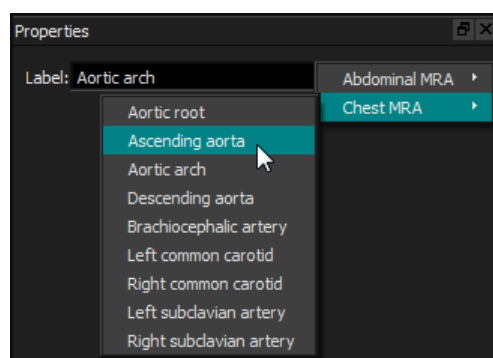 Properties
Label: Aortic arch
Abdominal MRA
Chest MRA
Aortic root
Ascending aorta
Aortic arch
Descending aorta
Brachiocephalic artery
Left common carotid
Right common carotid
Left subclavian artery
Right subclavian artery